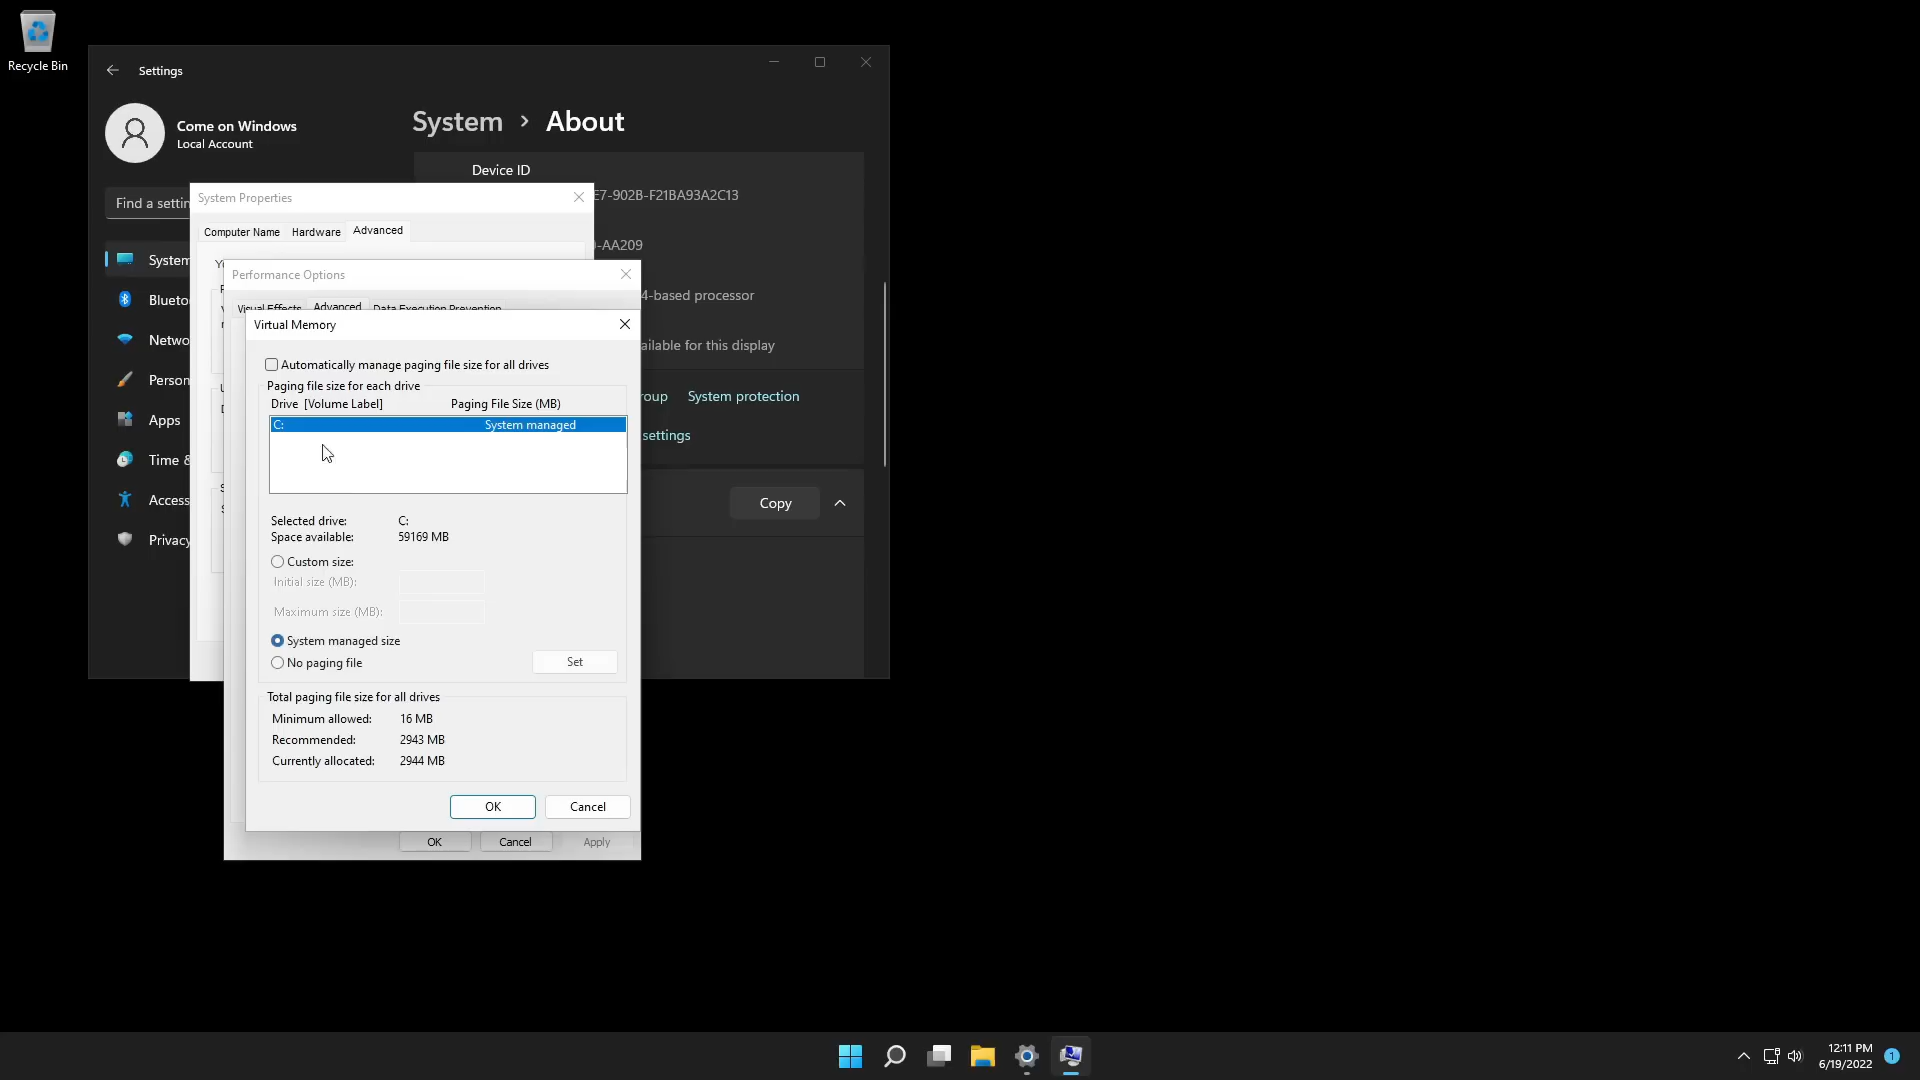 Recycle Bin
Settings
Come on Windows
Local Account
System > About
Device ID
E7-902B-F21BA93A2C13
Find a settin
System Properties
Computer Name Hardware Advanced
-AA209
System
Performance Options
4-based processor
Blueto
Visual Effects Advanced Data Execution Prevention
Virtual Memory
Netwo
ailable for this display
Automatically manage paging file size for all drives
Person
Paging file size for each drive
Drive [Volume Label] Paging File Size (MB)
roup System protection
Apps
C: System managed
settings
Time &
Access
Copy
Selected drive: C:
Space available: 59169 MB
Privacy
Custom size:
Initial size (MB):
Maximum size (MB):
System managed size
No paging file
Set
Total paging file size for all drives
Minimum allowed: 16 MB
Recommended: 2943 MB
Currently allocated: 2944 MB
OK Cancel
OK Cancel Apply
12:11 PM
6/19/2022
1